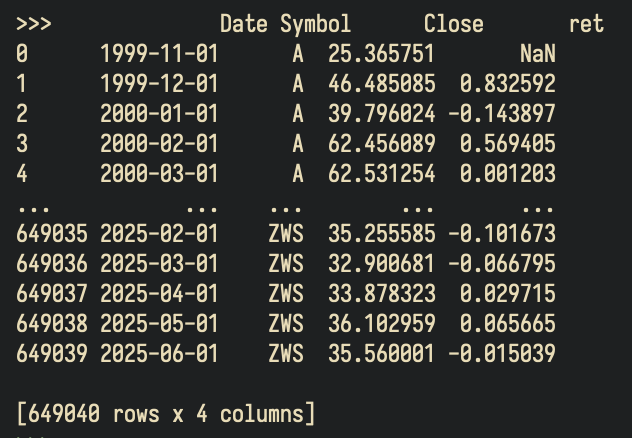 >>>              Date Symbol      Close       ret
0      1999-11-01      A  25.365751       NaN
1      1999-12-01      A  46.485085  0.832592
2      2000-01-01      A  39.796024 -0.143897
3      2000-02-01      A  62.456089  0.569405
4      2000-03-01      A  62.531254  0.001203
...           ...    ...        ...       ...
649035 2025-02-01    ZWS  35.255585 -0.101673
649036 2025-03-01    ZWS  32.900681 -0.066795
649037 2025-04-01    ZWS  33.878323  0.029715
649038 2025-05-01    ZWS  36.102959  0.065665
649039 2025-06-01    ZWS  35.560001 -0.015039
[649040 rows x 4 columns]